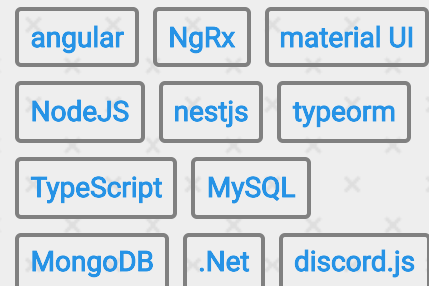 angular NgRx material UI
NodeJS nestjs typeorm
TypeScript MySQL
MongoDB .Net discord.js